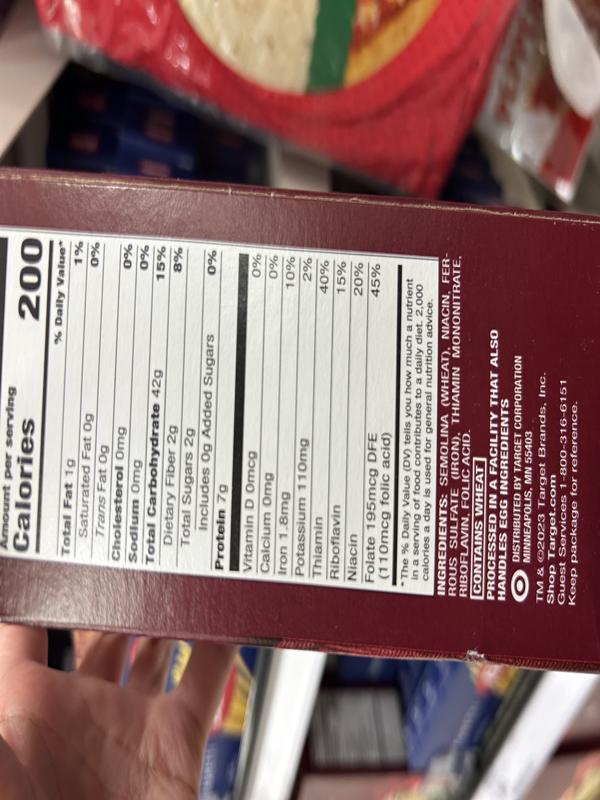 Amount per serving
Calories 200
% Daily Value*
Total Fat 1g 1%
Saturated Fat 0g 0%
Trans Fat 0g
Cholesterol 0mg 0%
Sodium 0mg 0%
Total Carbohydrate 42g 15%
Dietary Fiber 2g 8%
Total Sugars 2g
Includes 0g Added Sugars 0%
Protein 7g
Vitamin D 0mcg 0%
Calcium 0mg 0%
Iron 1.8mg 10%
Potassium 110mg 2%
Thiamin 40%
Riboflavin 15%
Niacin 20%
Folate 195mcg DFE 45%
(110mcg folic acid)
*The % Daily Value (DV) tells you how much a nutrient
in a serving of food contributes to a daily diet. 2,000
calories a day is used for general nutrition advice.
INGREDIENTS: SEMOLINA (WHEAT), NIACIN, FER-
ROUS SULFATE (IRON), THIAMIN MONONITRATE,
RIBOFLAVIN, FOLIC ACID.
CONTAINS WHEAT
PROCESSED IN A FACILITY THAT ALSO
HANDLES EGG INGREDIENTS
DISTRIBUTED BY TARGET CORPORATION
MINNEAPOLIS, MN 55403
TM & ©2023 Target Brands, Inc.
Shop Target.com
Guest Services 1-800-316-6151
Keep package for reference.